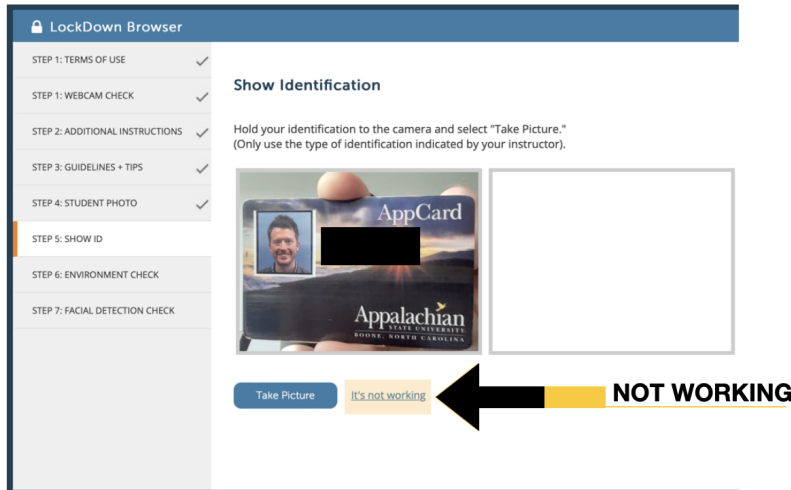 LockDown Browser
STEP 1: TERMS OF USE
STEP 1: WEBCAM CHECK
STEP 2: ADDITIONAL INSTRUCTIONS
STEP 3: GUIDELINES + TIPS
STEP 4: STUDENT PHOTO
STEP 5: SHOW ID
STEP 6: ENVIRONMENT CHECK
STEP 7: FACIAL DETECTION CHECK
Show Identification
Hold your identification to the camera and select "Take Picture."
(Only use the type of identification indicated by your instructor).
AppCard
Appalachian
STATE UNIVERSITY
BOONE, NORTH CAROLINA
Take Picture
It's not working
NOT WORKING